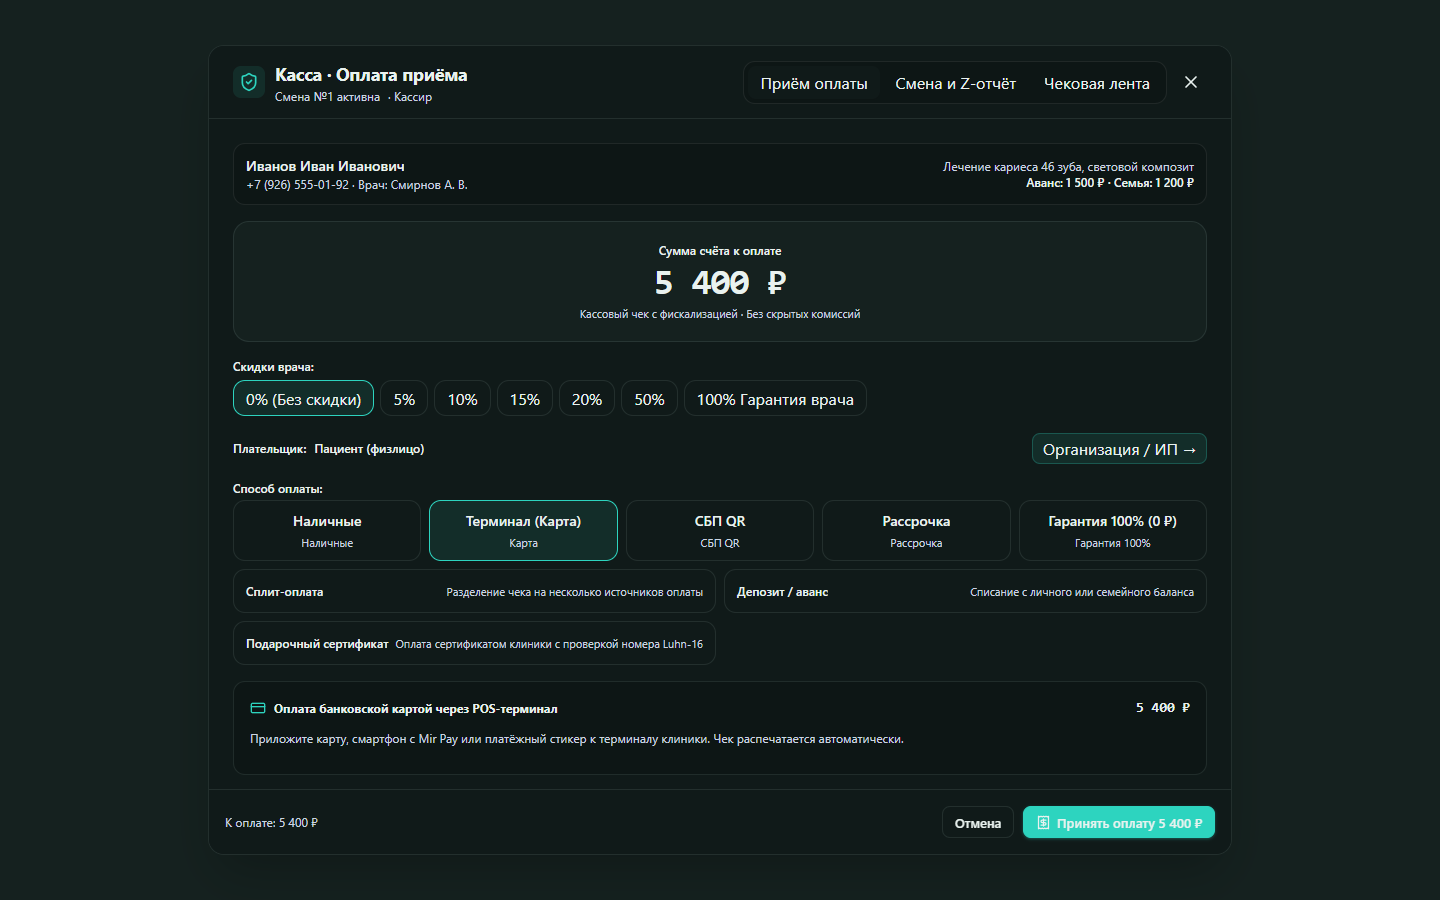 Касса · Оплата приёма
Смена №1 активна · Кассир
Приём оплаты
Смена и Z-отчёт
Чековая лента
Иванов Иван Иванович
+7 (926) 555-01-92 · Врач: Смирнов А. В.
Лечение кариеса 46 зуба, световой композит
Аванс: 1 500 ₽ · Семья: 1 200 ₽
Сумма счёта к оплате
5 400 ₽
Кассовый чек с фискализацией · Без скрытых комиссий
Скидки врача:
0% (Без скидки)
5%
10%
15%
20%
50%
100% Гарантия врача
Плательщик: Пациент (физлицо)
Организация / ИП →
Способ оплаты:
Наличные
Наличные
Терминал (Карта)
Карта
СБП QR
СБП QR
Рассрочка
Рассрочка
Гарантия 100% (0 ₽)
Гарантия 100%
Сплит-оплата
Разделение чека на несколько источников оплаты
Депозит / аванс
Списание с личного или семейного баланса
Подарочный сертификат
Оплата сертификатом клиники с проверкой номера Luhn-16
Оплата банковской картой через POS-терминал
5 400 ₽
Приложите карту, смартфон с Mir Pay или платёжный стикер к терминалу клиники. Чек распечатается автоматически.
К оплате: 5 400 ₽
Отмена
Принять оплату 5 400 ₽